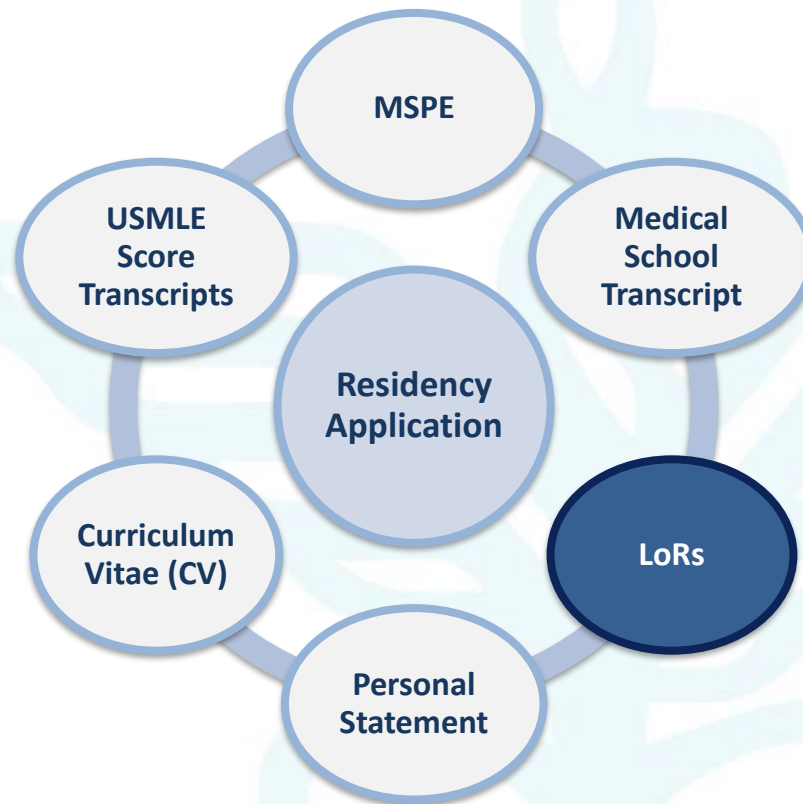 MSPE
USMLE
Score
Transcripts
Medical
School
Transcript
Residency
Application
Curriculum
Vitae (CV)
LoRs
Personal
Statement